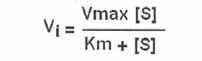 Vi = Vmax [S]
Km + [S]